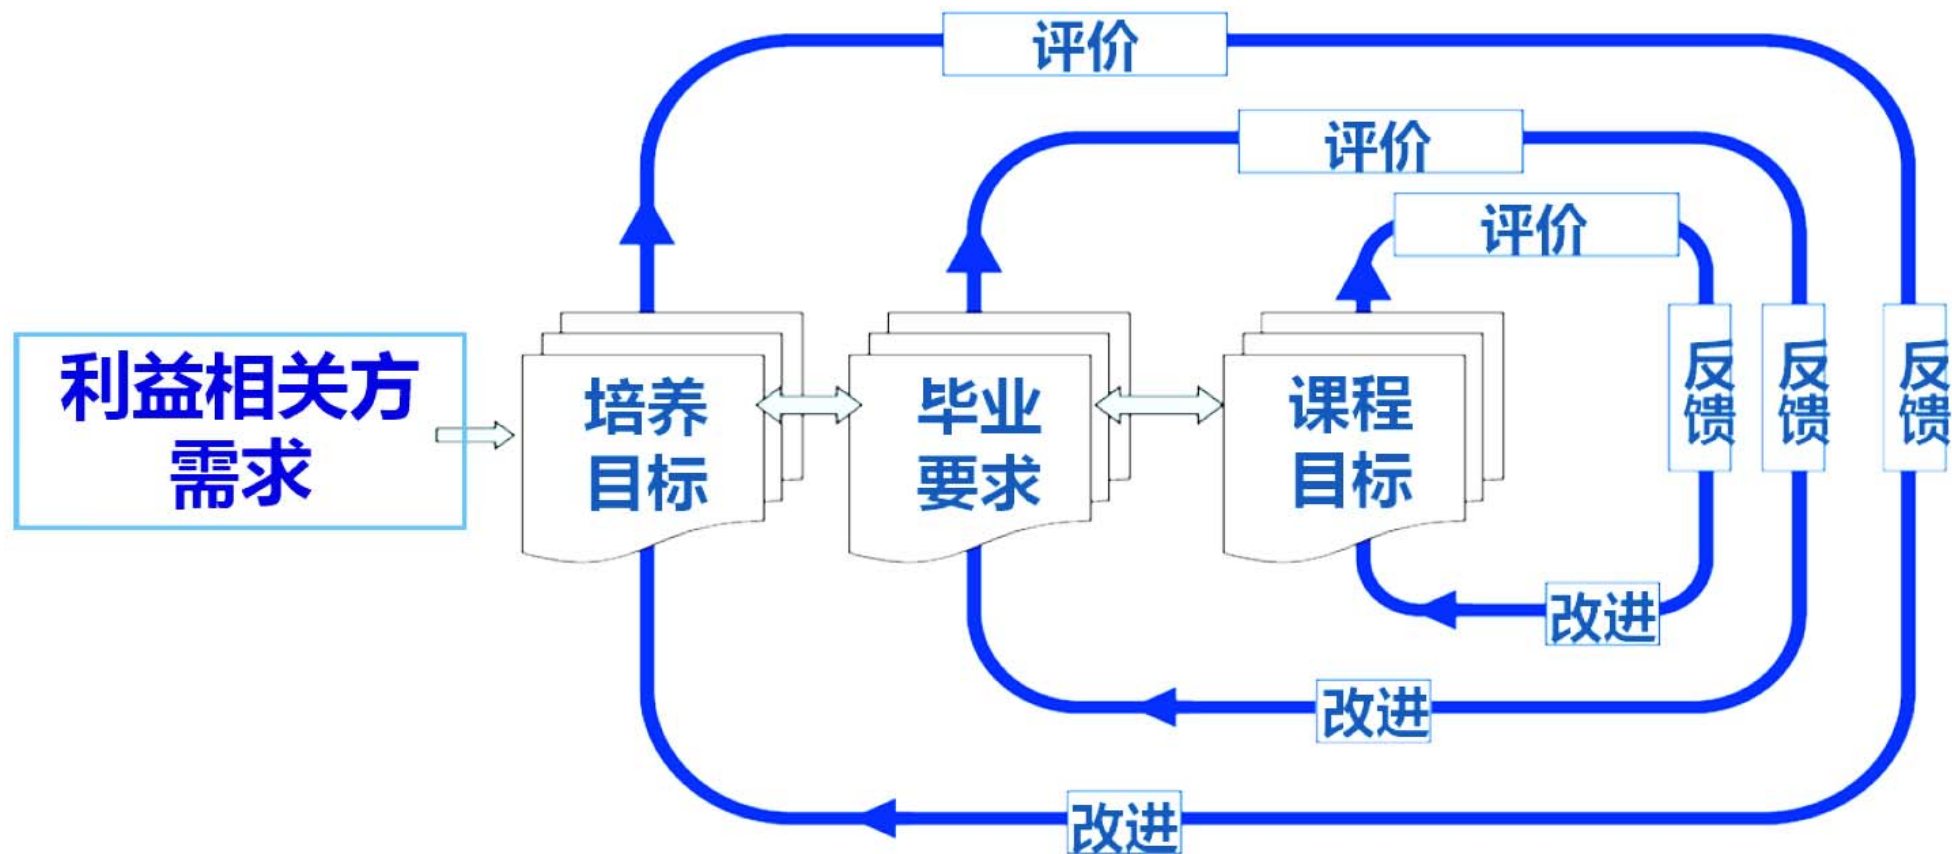 评价
评价
评价
利益相关方
需求
培养
目标
毕业
要求
课程
目标
反
馈
反
馈
反
馈
改进
改进
改进